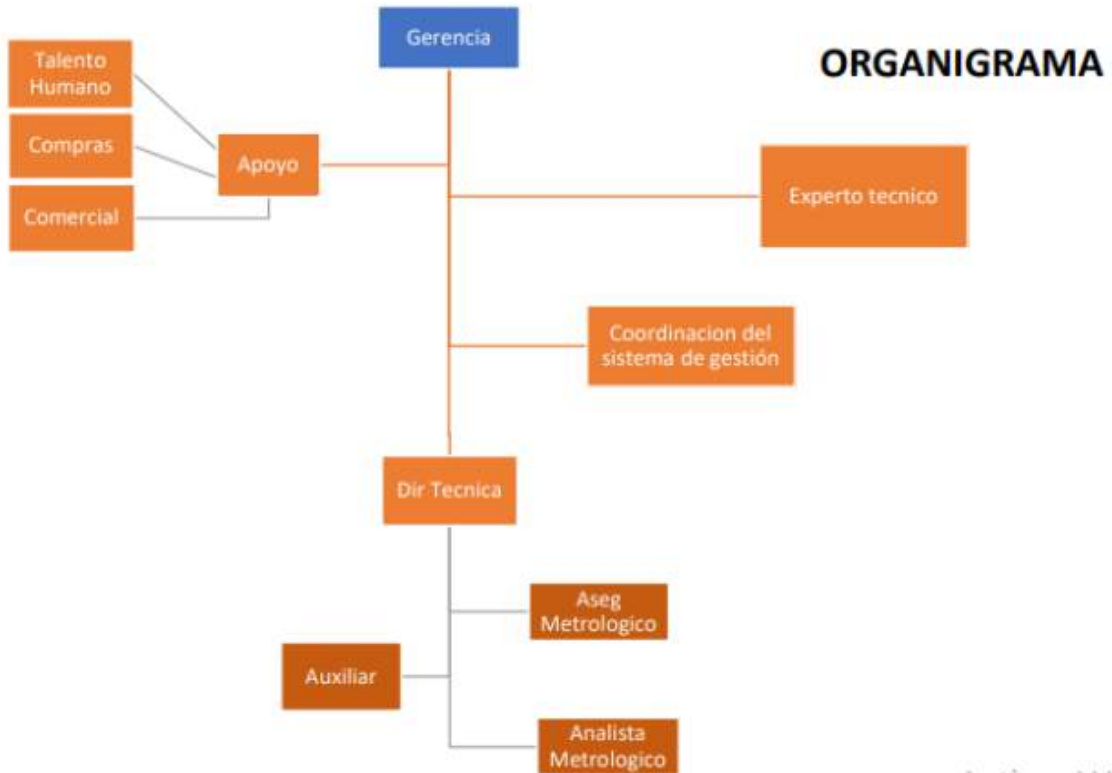 Gerencia
ORGANIGRAMA
Talento
Humano
Compras
Apoyo
Comercial
Experto tecnico
Coordinacion del
sistema de gestión
Dir Tecnica
Aseg
Metrologico
Auxiliar
Analista
Metrologico